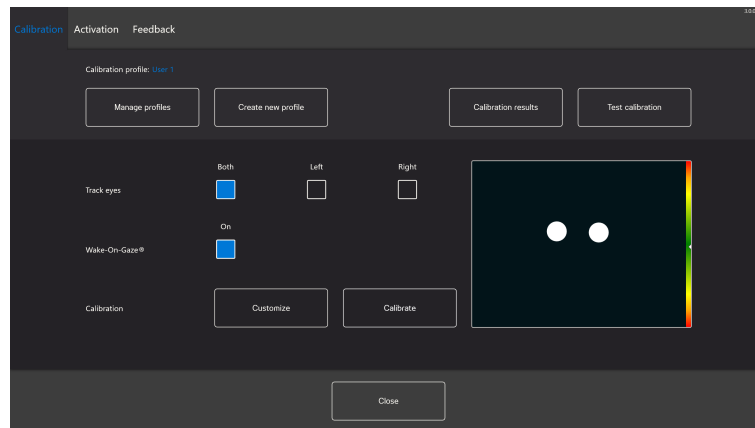 Calibration Activation Feedback
Calibration profile: User 1
Manage profiles Create new profile Calibration results Test calibration
Both Left Right
Track eyes
On
Wake-On-Gaze®
Calibration Customize Calibrate
Close